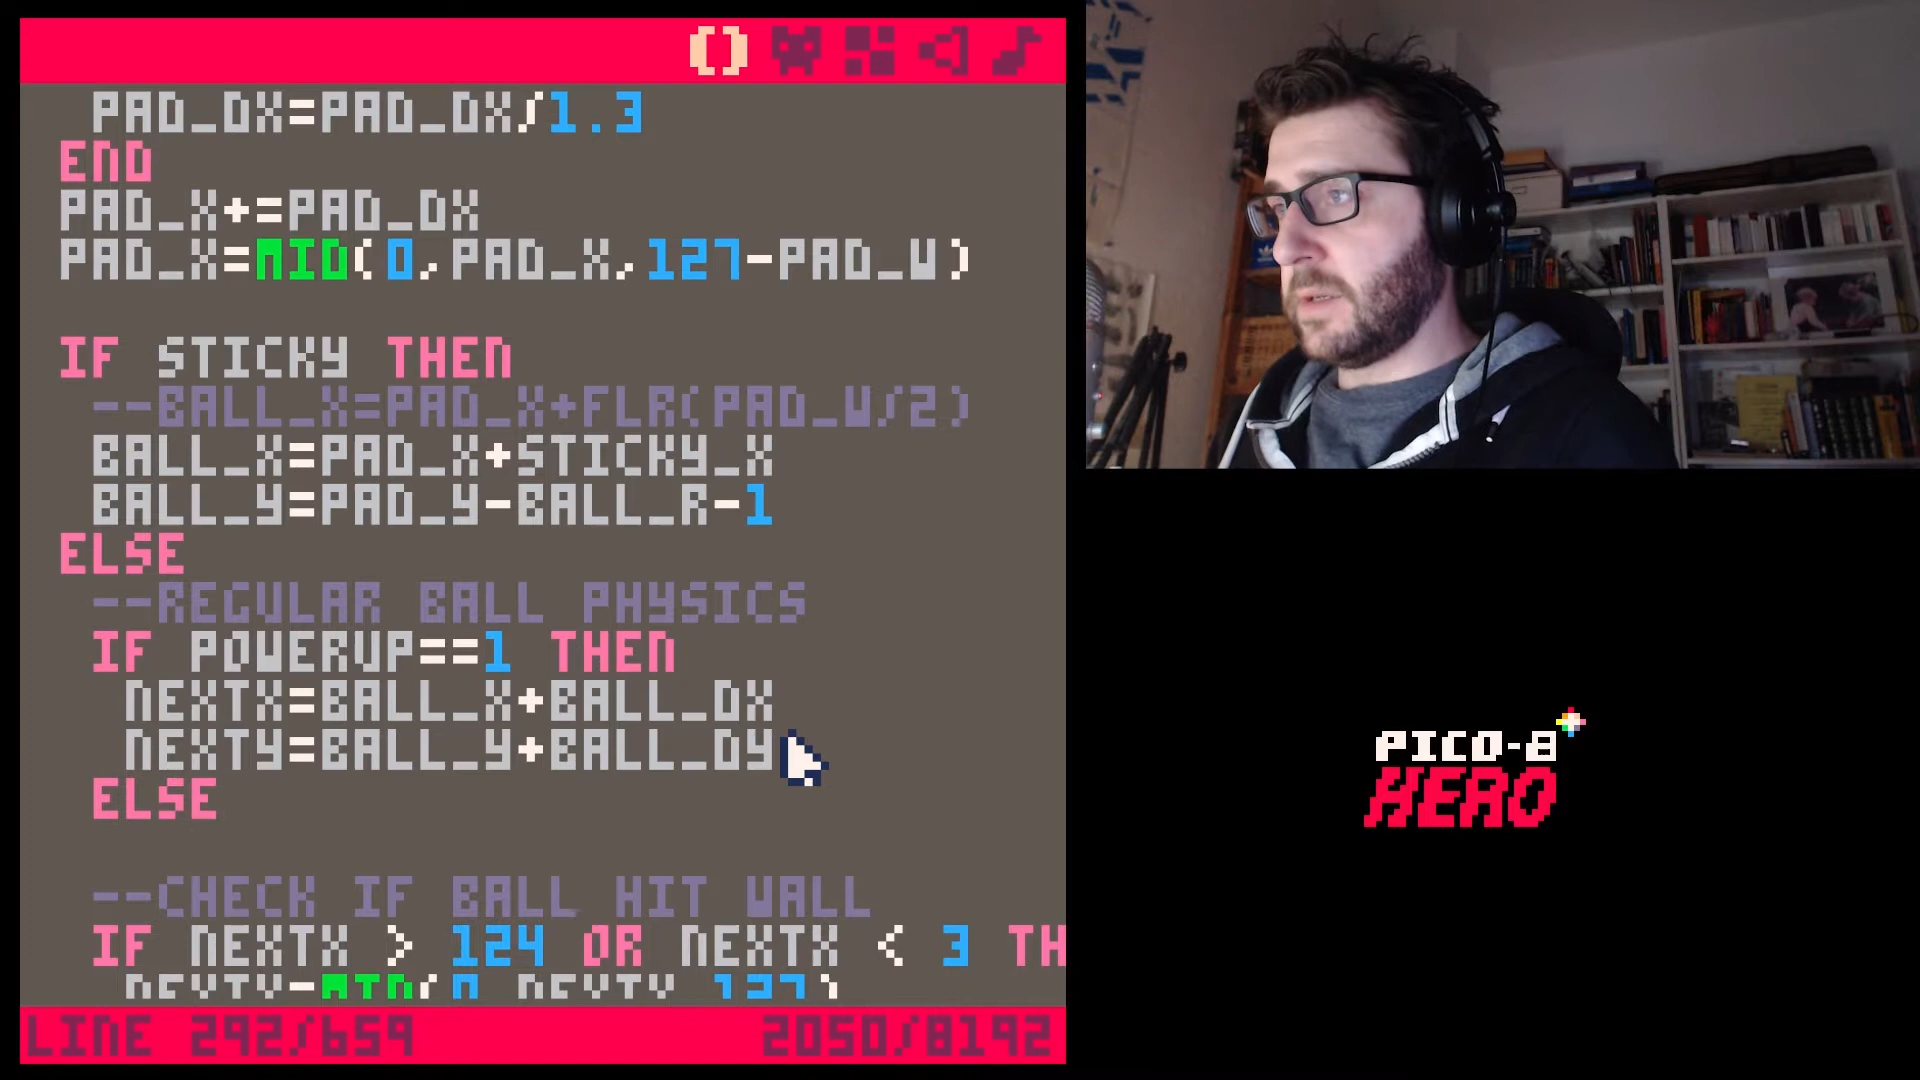 PAD_DX=PAD_DX/1.3
END
PAD_X+=PAD_DX
PAD_X=MID(0,PAD_X,127-PAD_W)
IF STICKY THEN
--BALL_X=PAD_X+FLR(PAD_W/2)
BALL_X=PAD_X+STICKY_X
BALL_Y=PAD_Y-BALL_R-1
ELSE
--REGULAR BALL PHYSICS
IF POWERUP==1 THEN
NEXTX=BALL_X+BALL_DX
NEXTY=BALL_Y+BALL_DY
ELSE
--CHECK IF BALL HIT WALL
IF NEXTX > 124 OR NEXTX < 3 TH
LINE 292/659
2050/8192
PICO-8
HERO